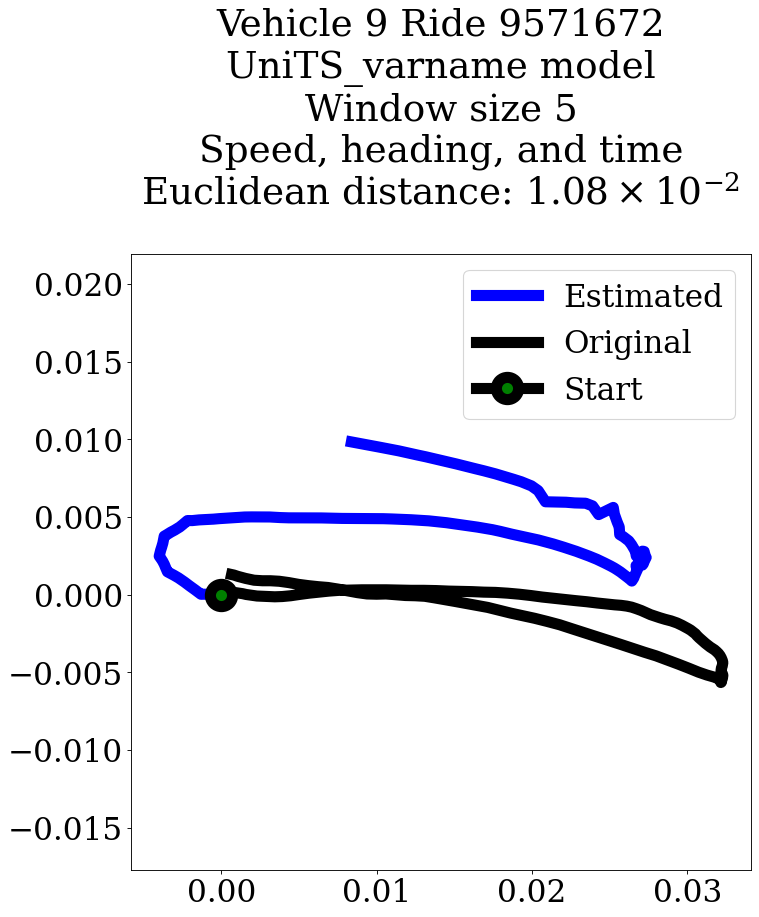 Vehicle 9 Ride 9571672
UniTS_varname model
Window size 5
Speed, heading, and time
Euclidean distance: 1.08 × 10⁻²
Estimated
Original
Start
0.020
0.015
0.010
0.005
0.000
−0.005
−0.010
−0.015
0.00 0.01 0.02 0.03